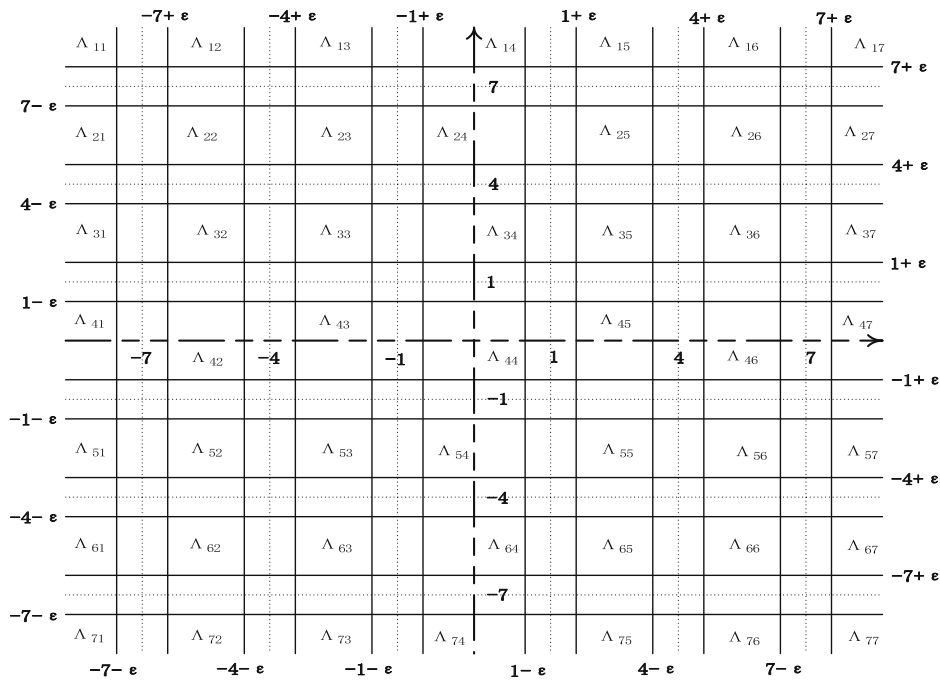 −7+ ε −4+ ε −1+ ε 1+ ε 4+ ε 7+ ε
Λ 11 Λ 12 Λ 13 Λ 14 Λ 15 Λ 16 Λ 17
7+ ε
7
7− ε
Λ 21 Λ 22 Λ 23 Λ 24 Λ 25 Λ 26 Λ 27
4+ ε
4
4− ε
Λ 31 Λ 32 Λ 33 Λ 34 Λ 35 Λ 36 Λ 37
1+ ε
1
1− ε
Λ 41 Λ 43 Λ 45 Λ 47
−7 Λ 42 −4 −1 Λ 44 1 4 Λ 46 7
−1+ ε
−1
−1− ε
Λ 51 Λ 52 Λ 53 Λ 54 Λ 55 Λ 56 Λ 57
−4+ ε
−4
−4− ε
Λ 61 Λ 62 Λ 63 Λ 64 Λ 65 Λ 66 Λ 67
−7+ ε
−7
−7− ε
Λ 71 Λ 72 Λ 73 Λ 74 Λ 75 Λ 76 Λ 77
−7− ε −4− ε −1− ε 1− ε 4− ε 7− ε